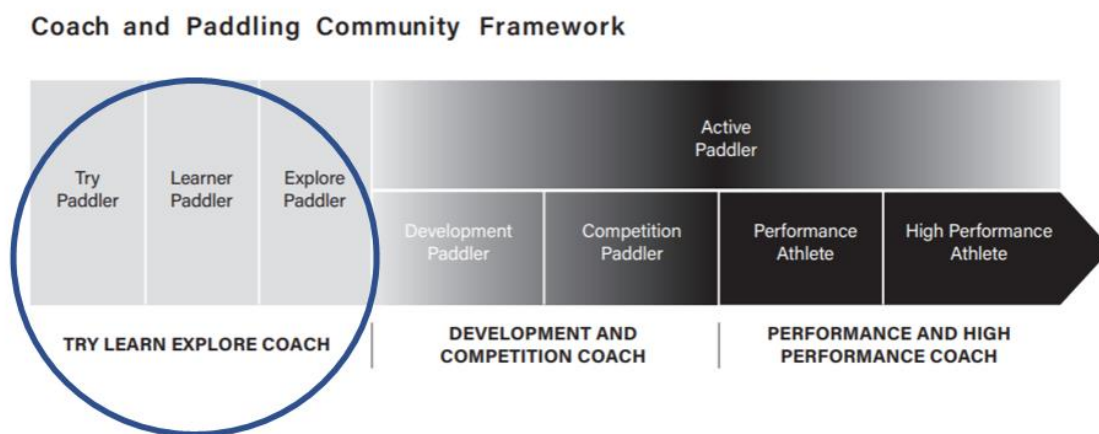 Coach and Paddling Community Framework
Try
Paddler
Learner
Paddler
Explore
Paddler
Active
Paddler
Development
Paddler
Competition
Paddler
Performance
Athlete
High Performance
Athlete
TRY LEARN EXPLORE COACH
DEVELOPMENT AND
COMPETITION COACH
PERFORMANCE AND HIGH
PERFORMANCE COACH